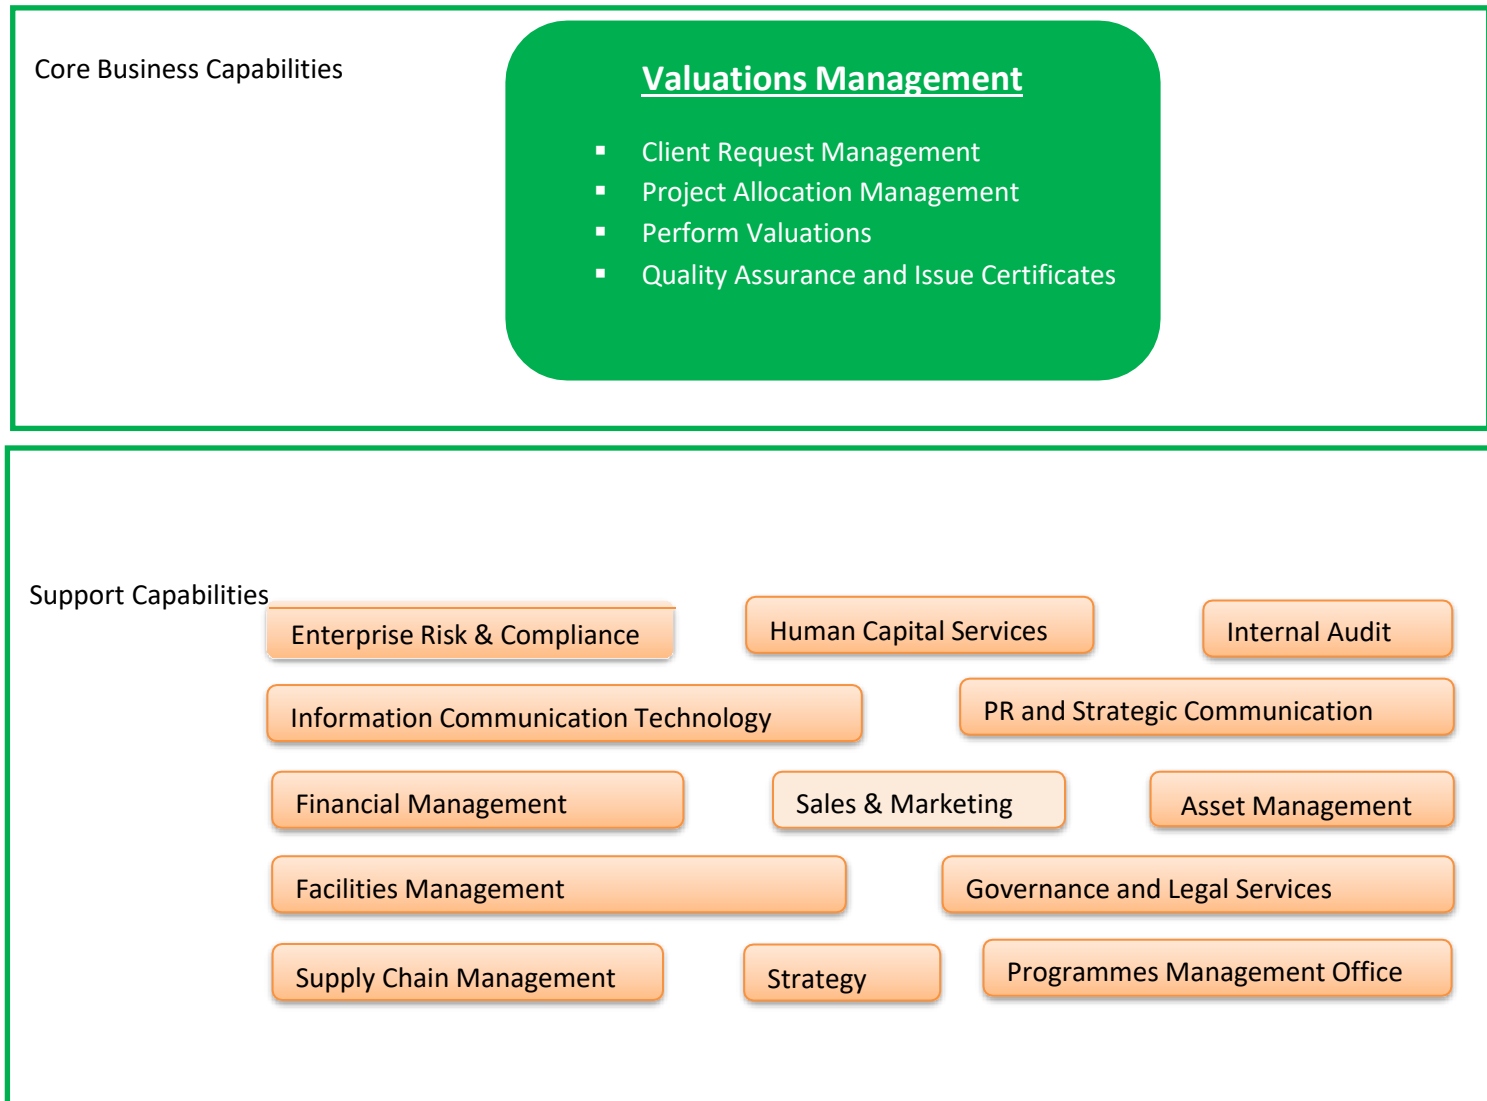 Core Business Capabilities
Valuations Management
▪ Client Request Management
▪ Project Allocation Management
▪ Perform Valuations
▪ Quality Assurance and Issue Certificates
Support Capabilities
Enterprise Risk & Compliance
Human Capital Services
Internal Audit
Information Communication Technology
PR and Strategic Communication
Financial Management
Sales & Marketing
Asset Management
Facilities Management
Governance and Legal Services
Supply Chain Management
Strategy
Programmes Management Office